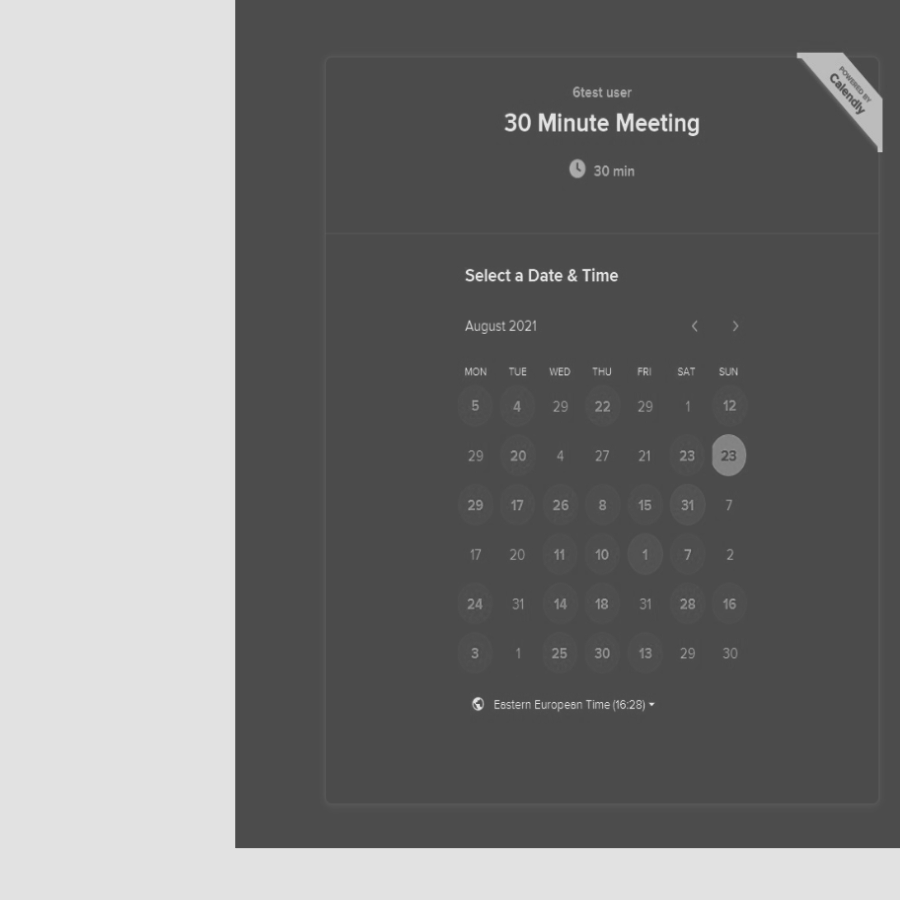 POWERED BY
Calendly
6test user
30 Minute Meeting
30 min
Select a Date & Time
August 2021
MON TUE WED THU FRI SAT SUN
5 4 29 22 29 1 12
29 20 4 27 21 23 23
29 17 26 8 15 31 7
17 20 11 10 1 7 2
24 31 14 18 31 28 16
3 1 25 30 13 29 30
Eastern European Time (16:28)